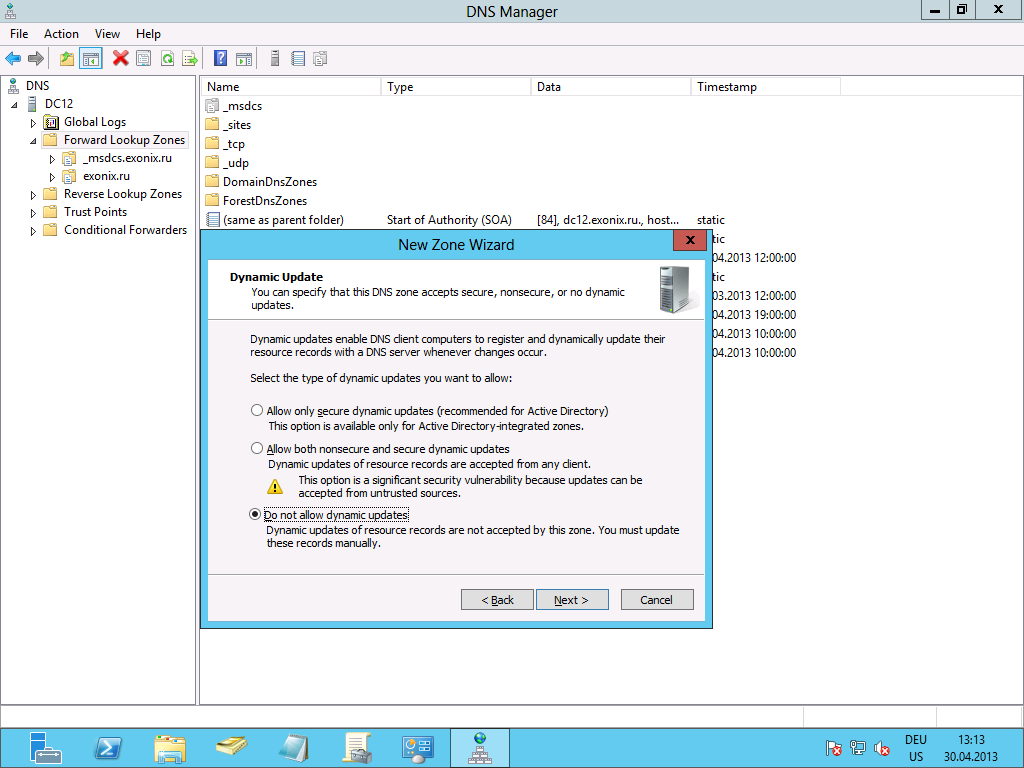 DNS Manager
File Action View Help
DNS
DC12
Global Logs
Forward Lookup Zones
_msdcs.exonix.ru
exonix.ru
Reverse Lookup Zones
Trust Points
Conditional Forwarders
Name Type Data Timestamp
_msdcs
_sites
_tcp
_udp
DomainDnsZones
ForestDnsZones
(same as parent folder) Start of Authority (SOA) [84], dc12.exonix.ru., host... static
tic
04.2013 12:00:00
tic
03.2013 12:00:00
04.2013 19:00:00
04.2013 10:00:00
04.2013 10:00:00
New Zone Wizard
Dynamic Update
You can specify that this DNS zone accepts secure, nonsecure, or no dynamic
updates.
Dynamic updates enable DNS client computers to register and dynamically update their
resource records with a DNS server whenever changes occur.
Select the type of dynamic updates you want to allow:
Allow only secure dynamic updates (recommended for Active Directory)
This option is available only for Active Directory-integrated zones.
Allow both nonsecure and secure dynamic updates
Dynamic updates of resource records are accepted from any client.
This option is a significant security vulnerability because updates can be
accepted from untrusted sources.
Do not allow dynamic updates
Dynamic updates of resource records are not accepted by this zone. You must update
these records manually.
< Back Next > Cancel
DEU 13:13
US 30.04.2013